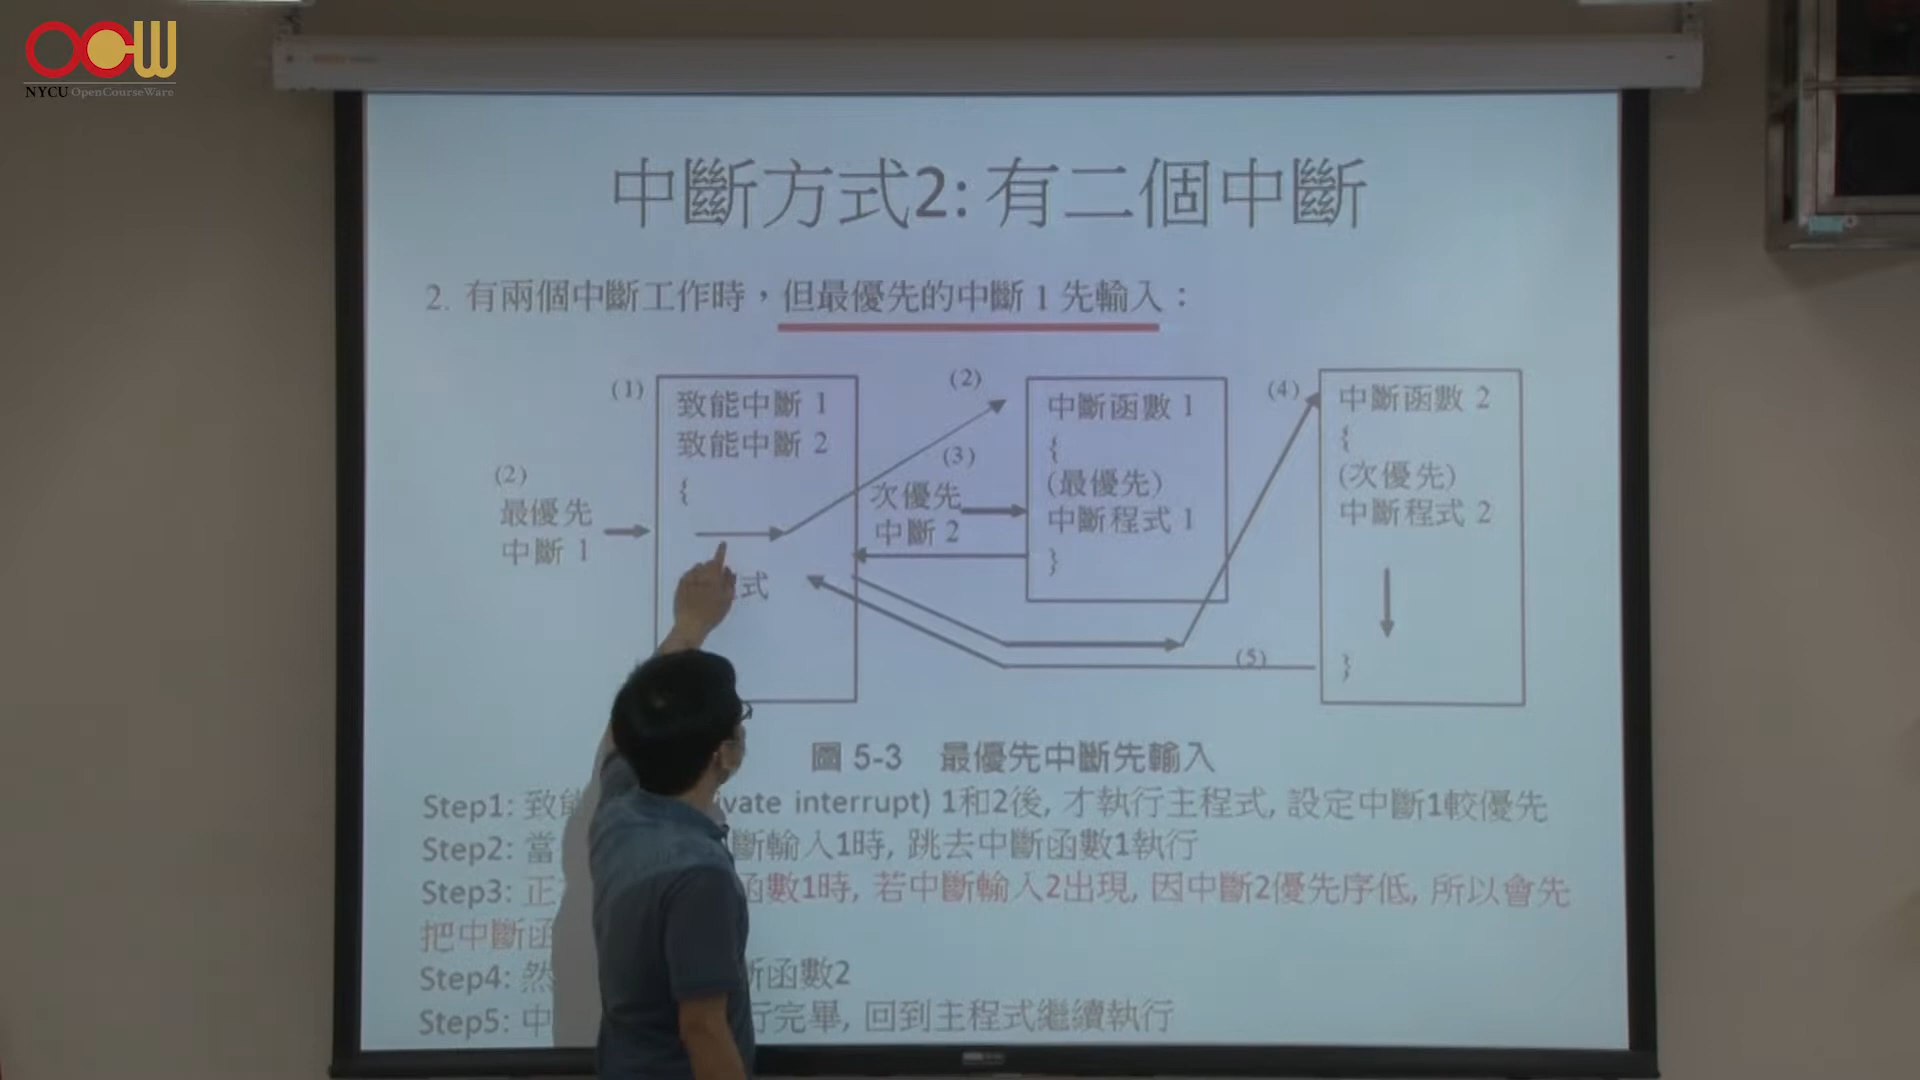 OCW
NYCU OpenCourseWare
中斷方式2: 有二個中斷
2. 有兩個中斷工作時，但最優先的中斷 1 先輸入：
(1)
致能中斷 1
致能中斷 2
{
式
(2)
最優先
中斷 1
(2)
(3)
次優先
中斷 2
中斷函數 1
{
(最優先)
中斷程式 1
}
(4)
中斷函數 2
{
(次優先)
中斷程式 2
}
(5)
圖 5-3 最優先中斷先輸入
Step1: 致能 vate interrupt) 1和2後, 才執行主程式, 設定中斷1較優先
Step2: 當 斷輸入1時, 跳去中斷函數1執行
Step3: 正 函數1時, 若中斷輸入2出現, 因中斷2優先序低, 所以會先
把中斷函
Step4: 然 斷函數2
Step5: 中 行完畢, 回到主程式繼續執行